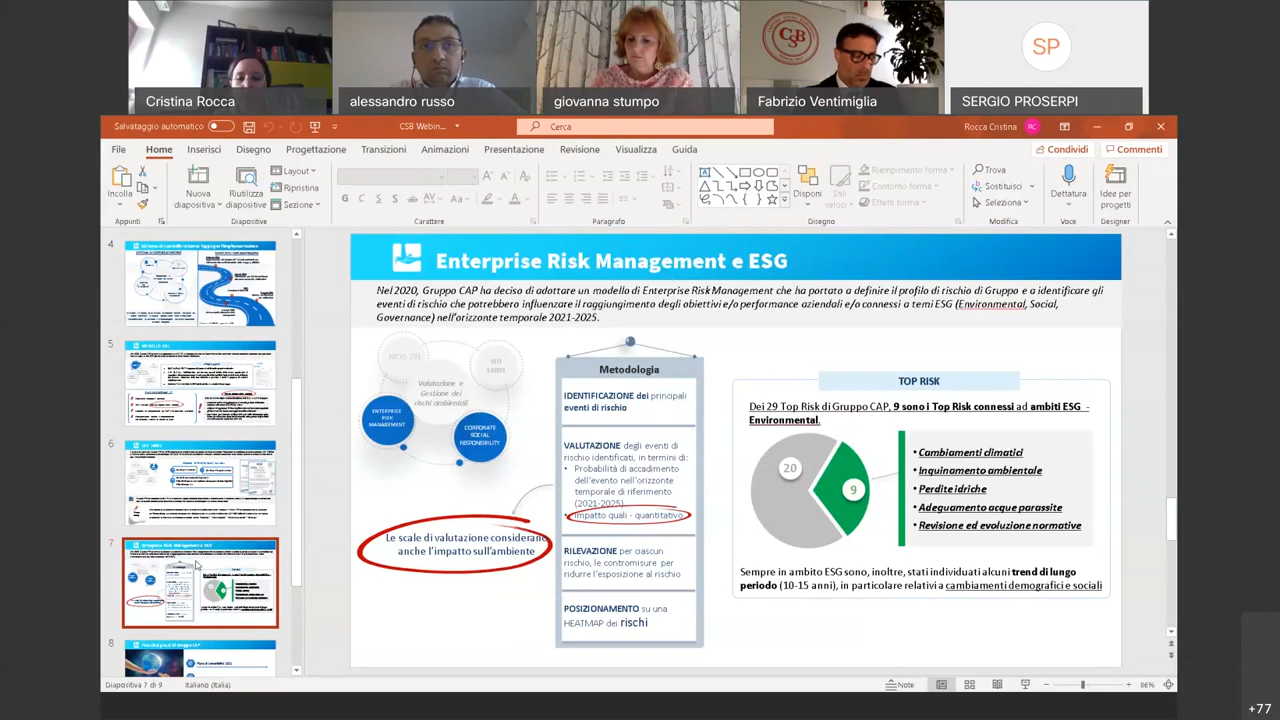 SP
Cristina Rocca
alessandro russo
giovanna stumpo
Fabrizio Ventimiglia
SERGIO PROSERPI
CSB
Salvataggio automatico
CSB Webin...
Cerca
Rocca Cristina
RC
File
Home
Inserisci
Disegno
Progettazione
Transizioni
Animazioni
Presentazione
Revisione
Visualizza
Guida
Condividi
Commenti
Incolla
Nuova
diapositiva
Riutilizza
diapositive
Layout
Ripristina
Sezione
Disponi
Stili
veloci
Riempimento forma
Contorno forma
Effetti forma
Trova
Sostituisci
Seleziona
Dettatura
Idee per
progetti
Appunti
Diapositive
Carattere
Paragrafo
Disegno
Modifica
Voce
Designer
4
5
6
7
8
Enterprise Risk Management e ESG
Nel 2020, Gruppo CAP ha deciso di adottare un modello di Enterprise Risk Management che ha portato a definire il profilo di rischio di Gruppo e a identificare gli
eventi di rischio che potrebbero influenzare il raggiungimento degli obiettivi e/o performance aziendali e/o connessi a temi ESG (Environmental, Social,
Governance) nell'orizzonte temporale 2021-2025.
MOG 231
ISO
14001
Valutazione e
Gestione dei
rischi ambientali
ENTERPRISE
RISK
MANAGEMENT
CORPORATE
SOCIAL
RESPONSIBILITY
Le scale di valutazione considerano
anche l'impatto sull'ambiente
Metodologia
IDENTIFICAZIONE dei principali
eventi di rischio
VALUTAZIONE degli eventi di
rischio identificati, in termini di:
• Probabilità di accadimento
dell'evento nell'orizzonte
temporale di riferimento
(2021-2025)
• Impatto quali - quantitativo
RILEVAZIONE per ciascun
rischio, le contromisure per
ridurre l'esposizione al rischio
POSIZIONAMENTO su una
HEATMAP dei rischi
TOP RISK
Dei 29 Top Risk di Gruppo CAP, 9 sono i Top Risk connessi ad ambiti ESG -
Environmental.
20
9
• Cambiamenti climatici
• Inquinamento ambientale
• Perdite idriche
• Adeguamento acque parassite
• Revisione ed evoluzione normative
Sempre in ambito ESG sono, inoltre, stati individuati alcuni trend di lungo
periodo (10-15 anni), in particolare relativi a cambiamenti demografici e sociali
Diapositiva 7 di 9
Italiano (Italia)
Note
86%
+77